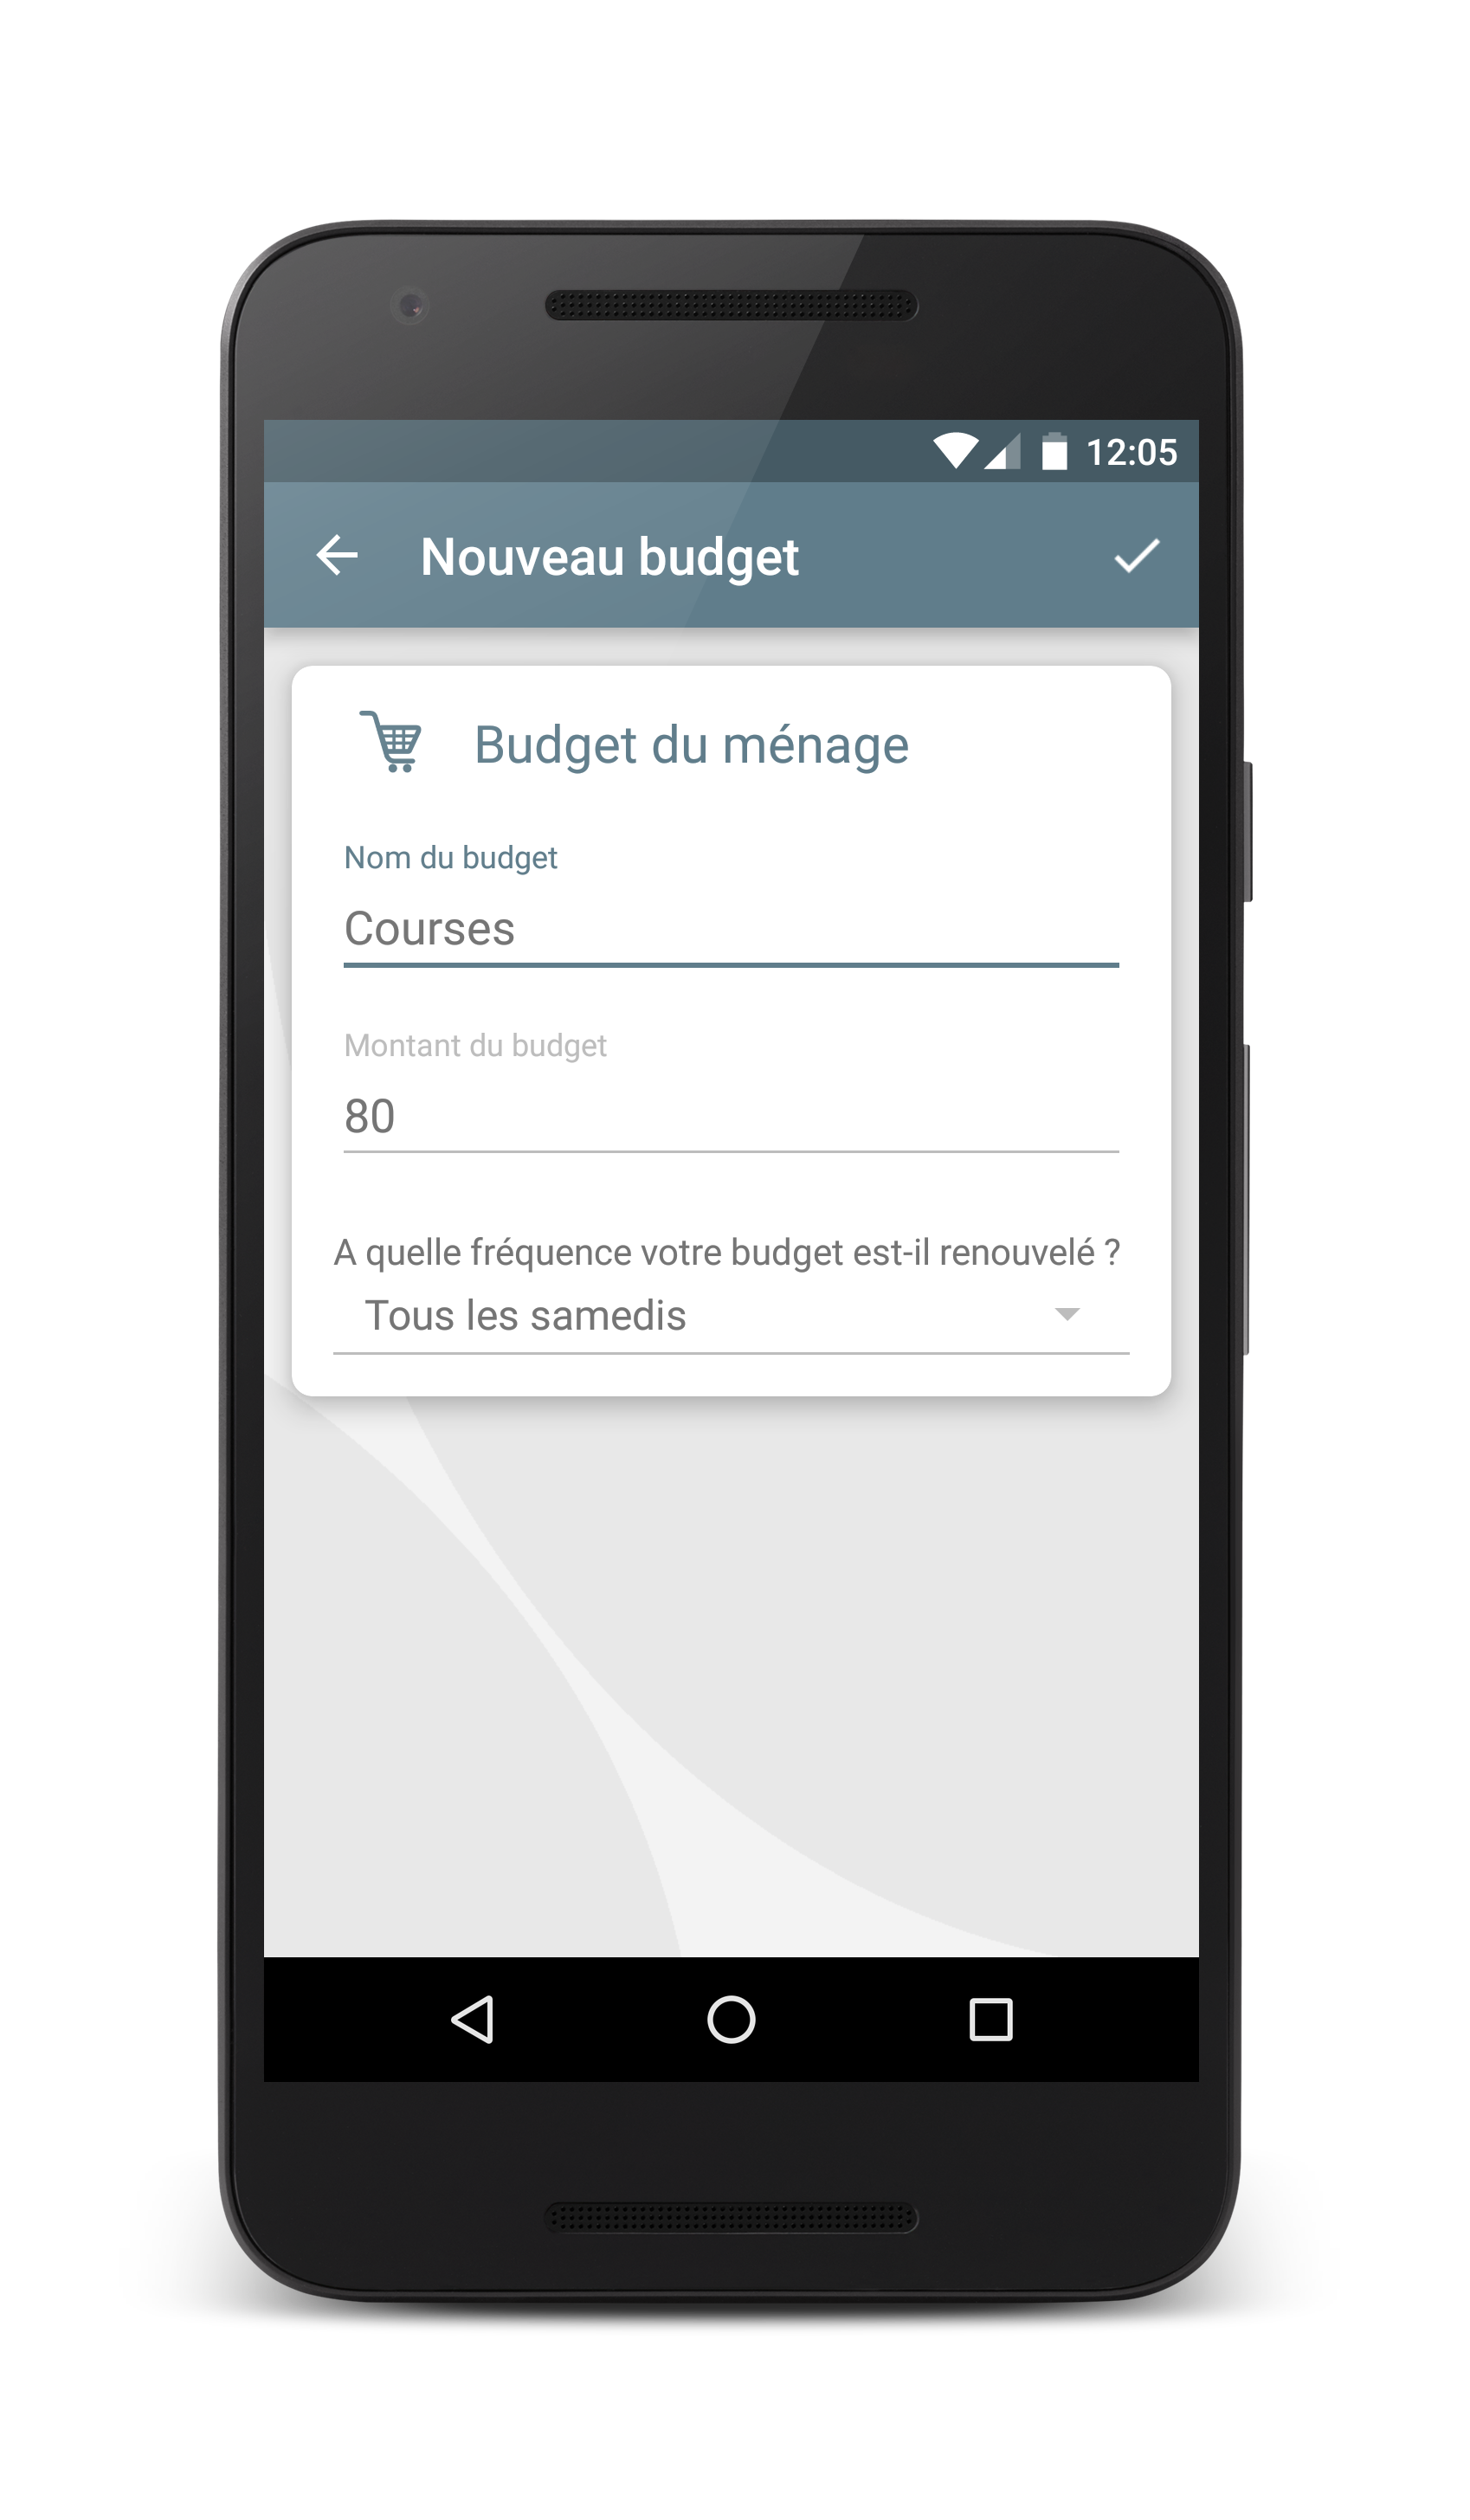 12:05
Nouveau budget
Budget du ménage
Nom du budget
Courses
Montant du budget
80
A quelle fréquence votre budget est-il renouvelé ?
Tous les samedis